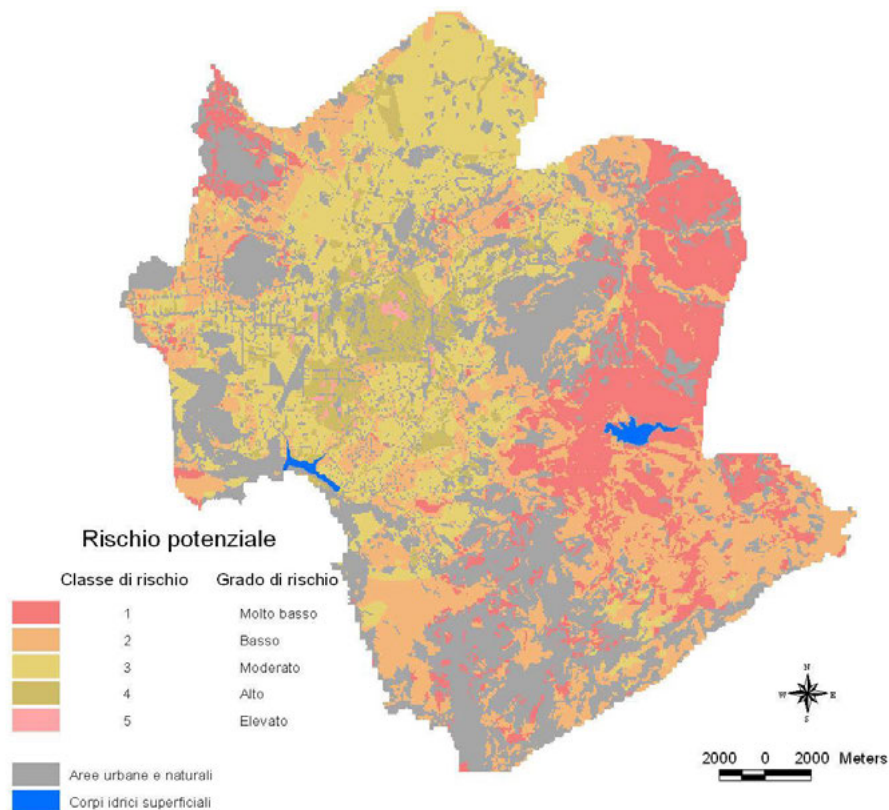 Rischio potenziale
Classe di rischio Grado di rischio
1 Molto basso
2 Basso
3 Moderato
4 Alto
5 Elevato
Aree urbane e naturali
Corpi idrici superficiali
N
W E
S
2000 0 2000 Meters